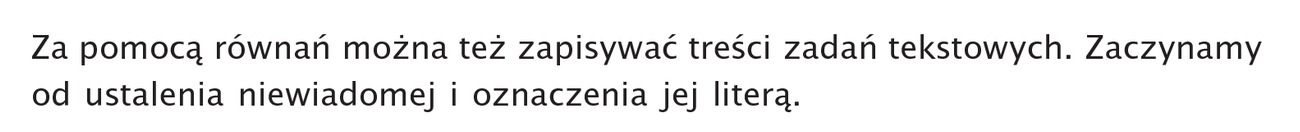 Za pomocą równań można też zapisywać treści zadań tekstowych. Zaczynamy
od ustalenia niewiadomej i oznaczenia jej literą.